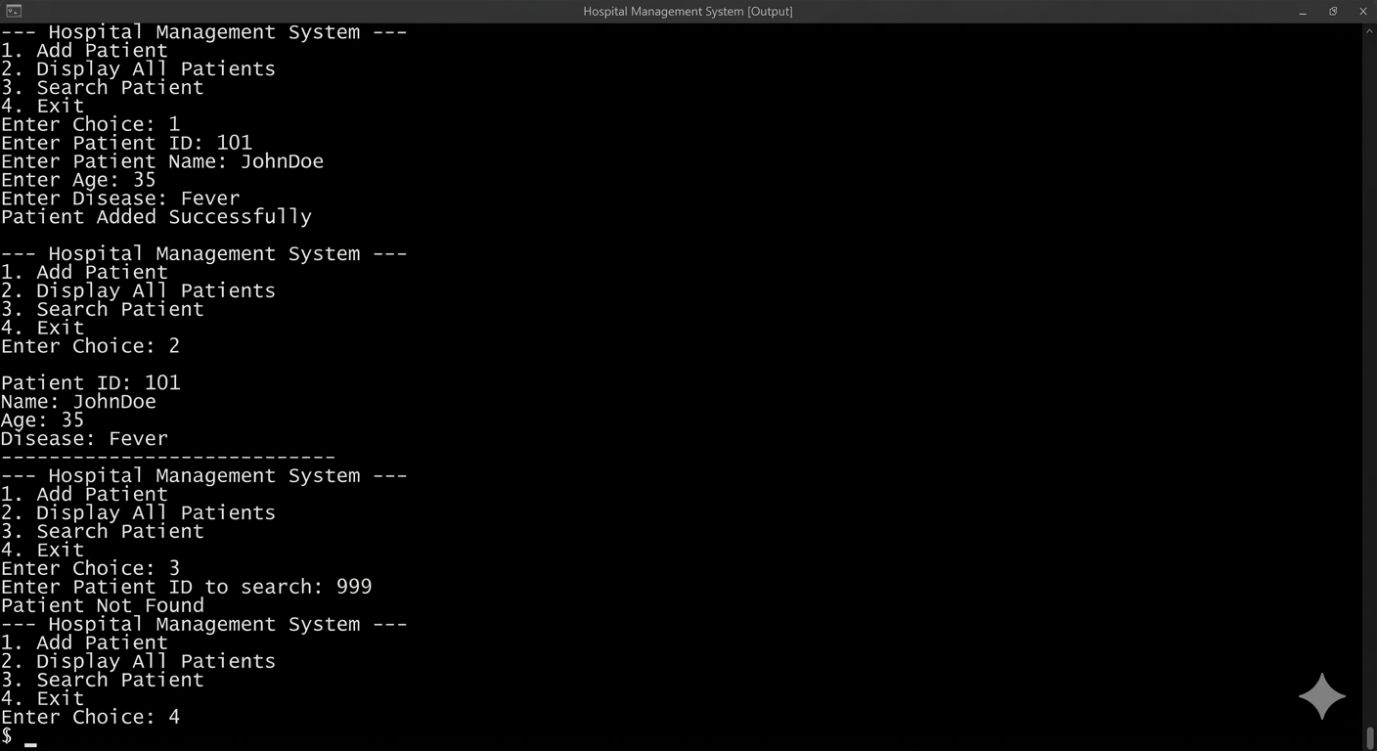 Hospital Management System [Output]
--- Hospital Management System ---
1. Add Patient
2. Display All Patients
3. Search Patient
4. Exit
Enter Choice: 1
Enter Patient ID: 101
Enter Patient Name: JohnDoe
Enter Age: 35
Enter Disease: Fever
Patient Added Successfully
--- Hospital Management System ---
1. Add Patient
2. Display All Patients
3. Search Patient
4. Exit
Enter Choice: 2
Patient ID: 101
Name: JohnDoe
Age: 35
Disease: Fever
----------------------------
--- Hospital Management System ---
1. Add Patient
2. Display All Patients
3. Search Patient
4. Exit
Enter Choice: 3
Enter Patient ID to search: 999
Patient Not Found
--- Hospital Management System ---
1. Add Patient
2. Display All Patients
3. Search Patient
4. Exit
Enter Choice: 4
$ _